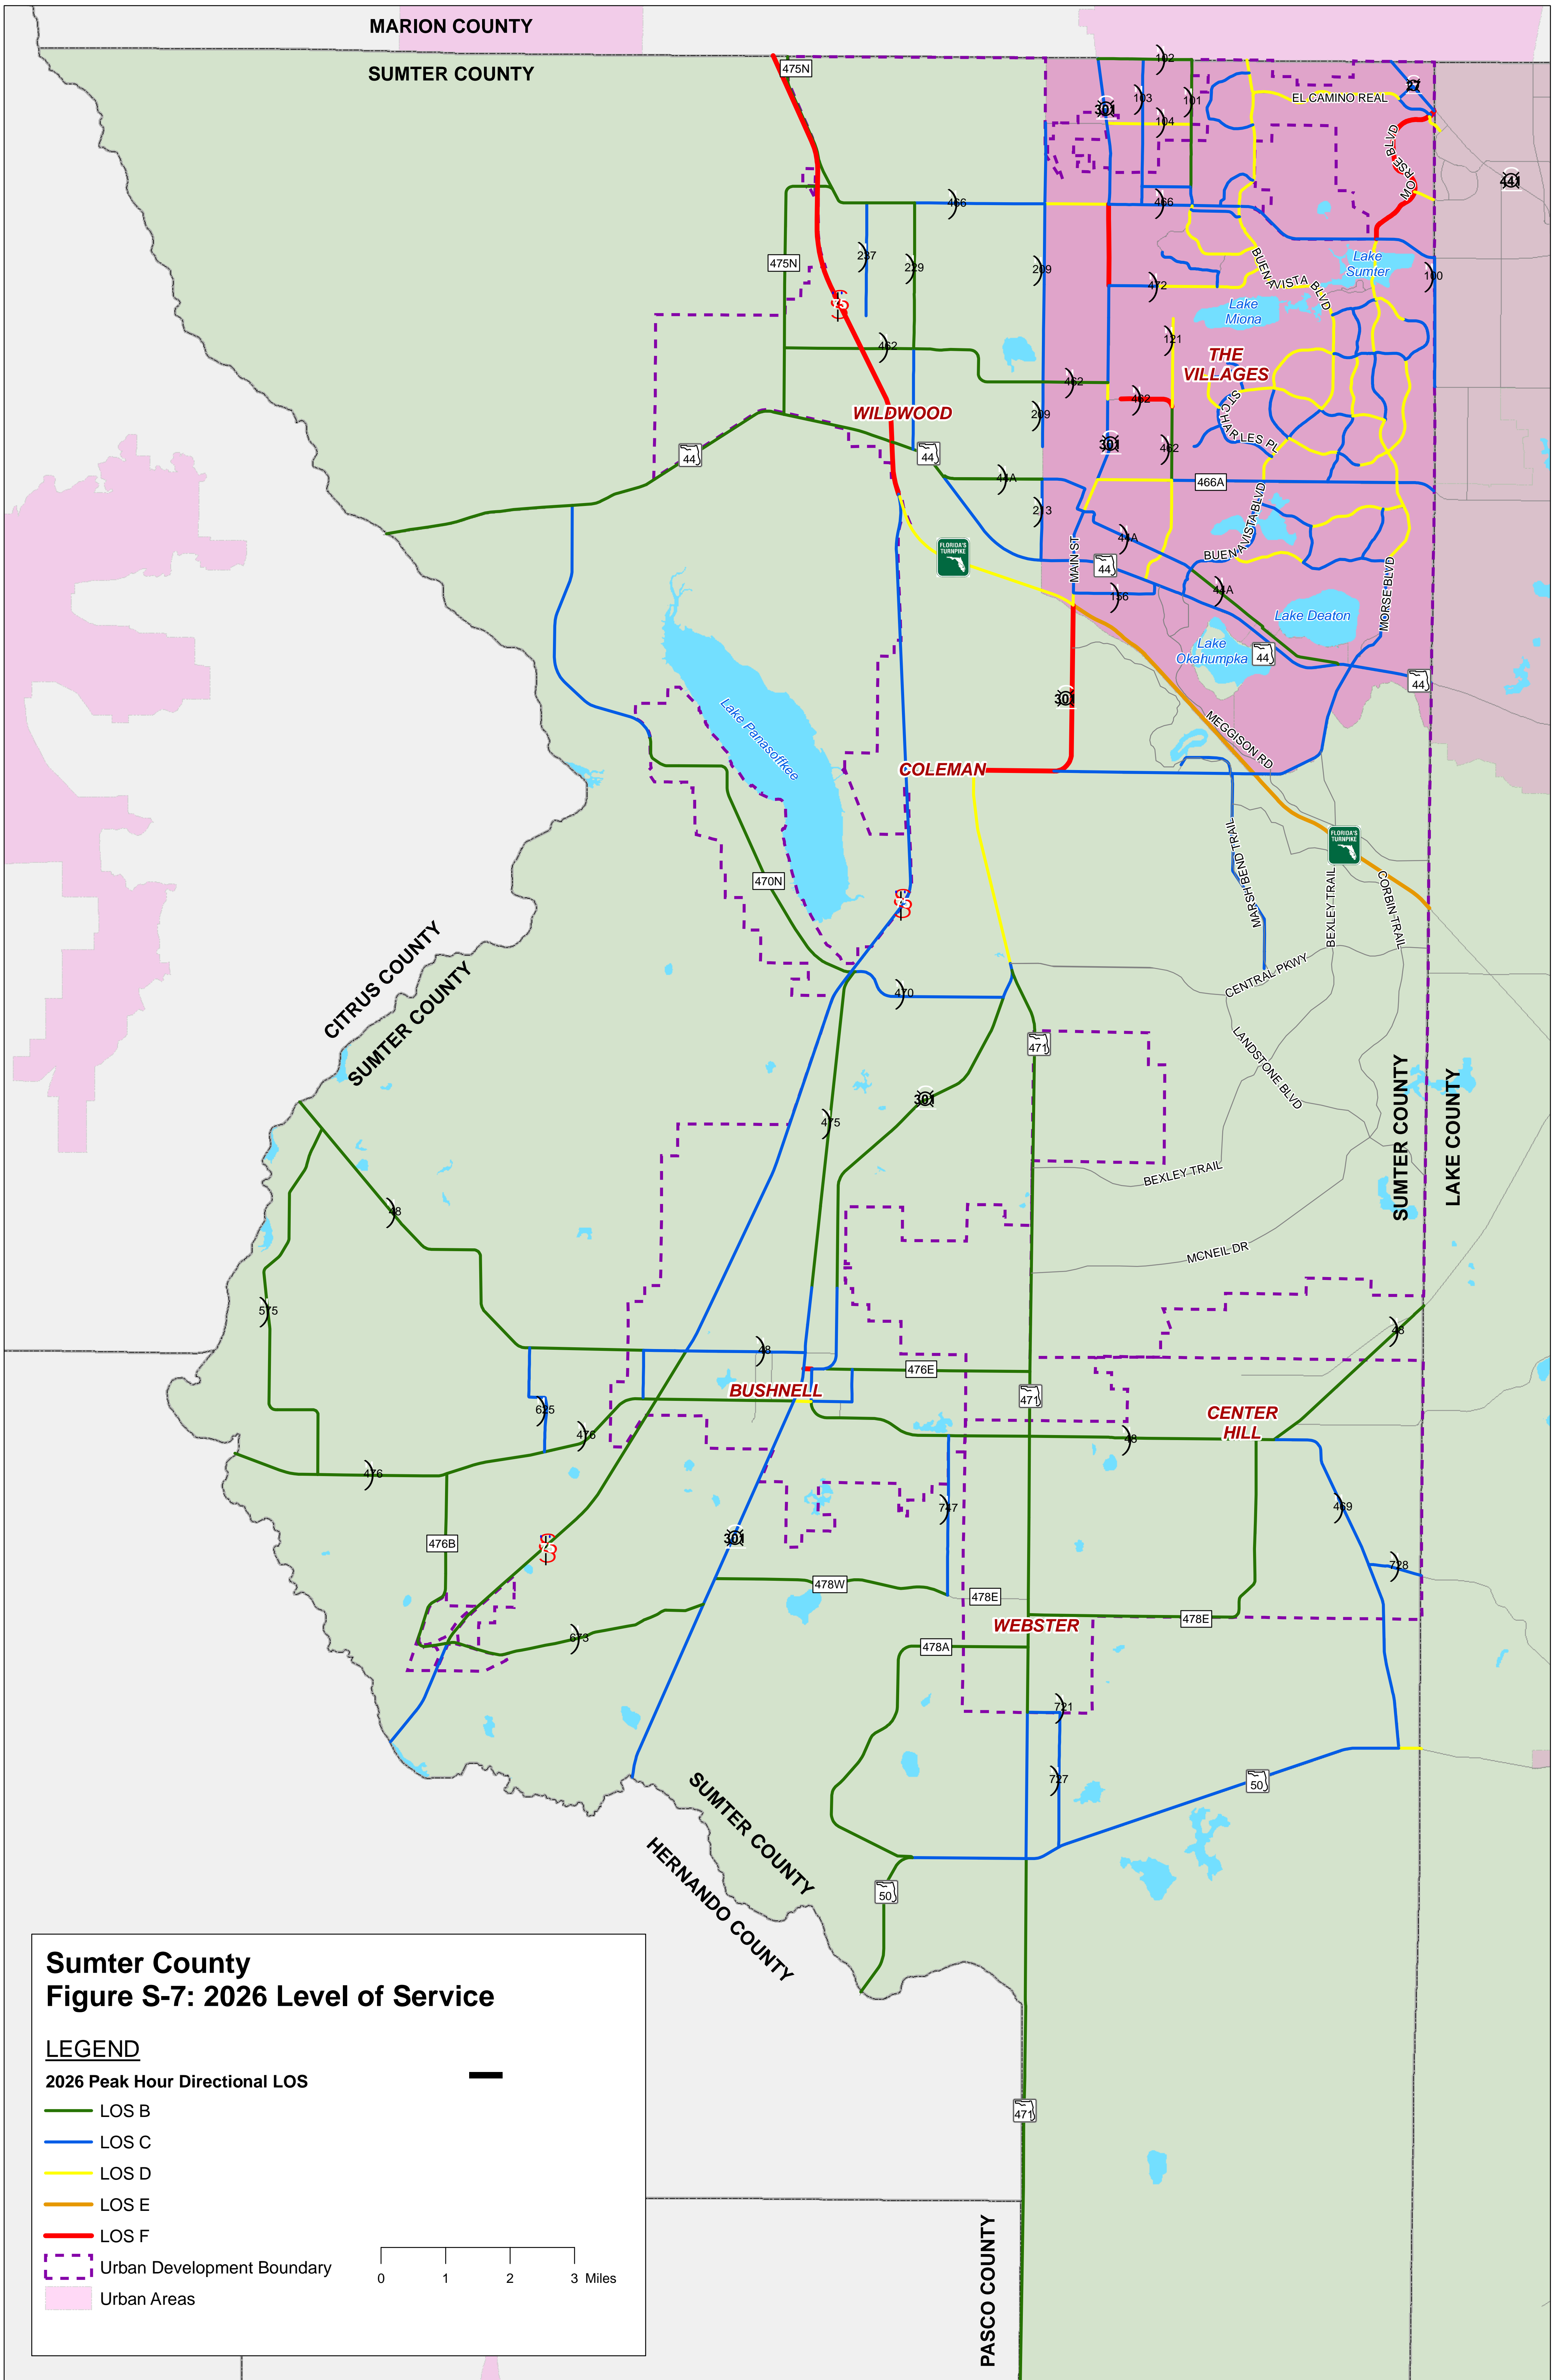 MARION COUNTY
SUMTER COUNTY
475N
102
27
301
103
101
EL CAMINO REAL
104
MORSE BLVD
441
466
466
475N
237
229
209
BUENA VISTA BLVD
Lake
Sumter
100
472
Lake
Miona
462
121
THE
VILLAGES
462
462
WILDWOOD
209
ST CHARLES PL
301
462
44
44
44A
466A
213
BUENA VISTA BLVD
44A
FLORIDA'S
TURNPIKE
MAIN ST
44
156
44A
MORSE BLVD
Lake Deaton
Lake
Okahumpka
44
44
301
Lake Panasoffkee
MEGGISON RD
COLEMAN
FLORIDA'S
TURNPIKE
MARSH BEND TRAIL
BEXLEY TRAIL
CORBIN TRAIL
470N
CITRUS COUNTY
SUMTER COUNTY
CENTRAL PKWY
470
471
LANDSTONE BLVD
SUMTER COUNTY
LAKE COUNTY
301
475
BEXLEY TRAIL
48
MCNEIL DR
575
48
48
476E
BUSHNELL
471
CENTER
HILL
625
476
48
476
747
469
476B
301
728
478W
478E
478E
WEBSTER
673
478A
721
727
50
SUMTER COUNTY
HERNANDO COUNTY
50
471
PASCO COUNTY
Sumter County
Figure S-7: 2026 Level of Service
LEGEND
2026 Peak Hour Directional LOS
LOS B
LOS C
LOS D
LOS E
LOS F
Urban Development Boundary
Urban Areas
0 1 2 3 Miles